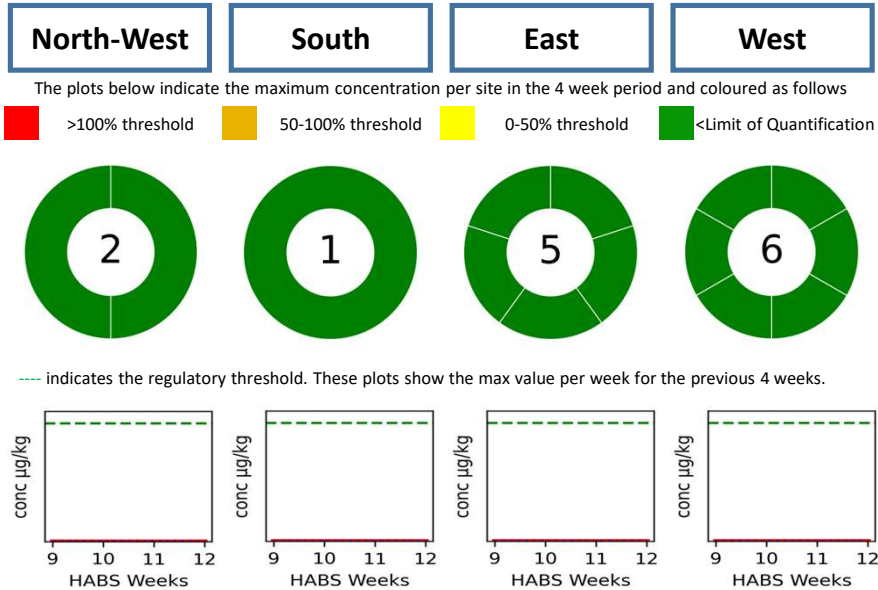 North-West South East West
The plots below indicate the maximum concentration per site in the 4 week period and coloured as follows
>100% threshold 50-100% threshold 0-50% threshold <Limit of Quantification
2 1 5 6
---- indicates the regulatory threshold. These plots show the max value per week for the previous 4 weeks.
conc µg/kg conc µg/kg conc µg/kg conc µg/kg
9 10 11 12 9 10 11 12 9 10 11 12 9 10 11 12
HABS Weeks HABS Weeks HABS Weeks HABS Weeks